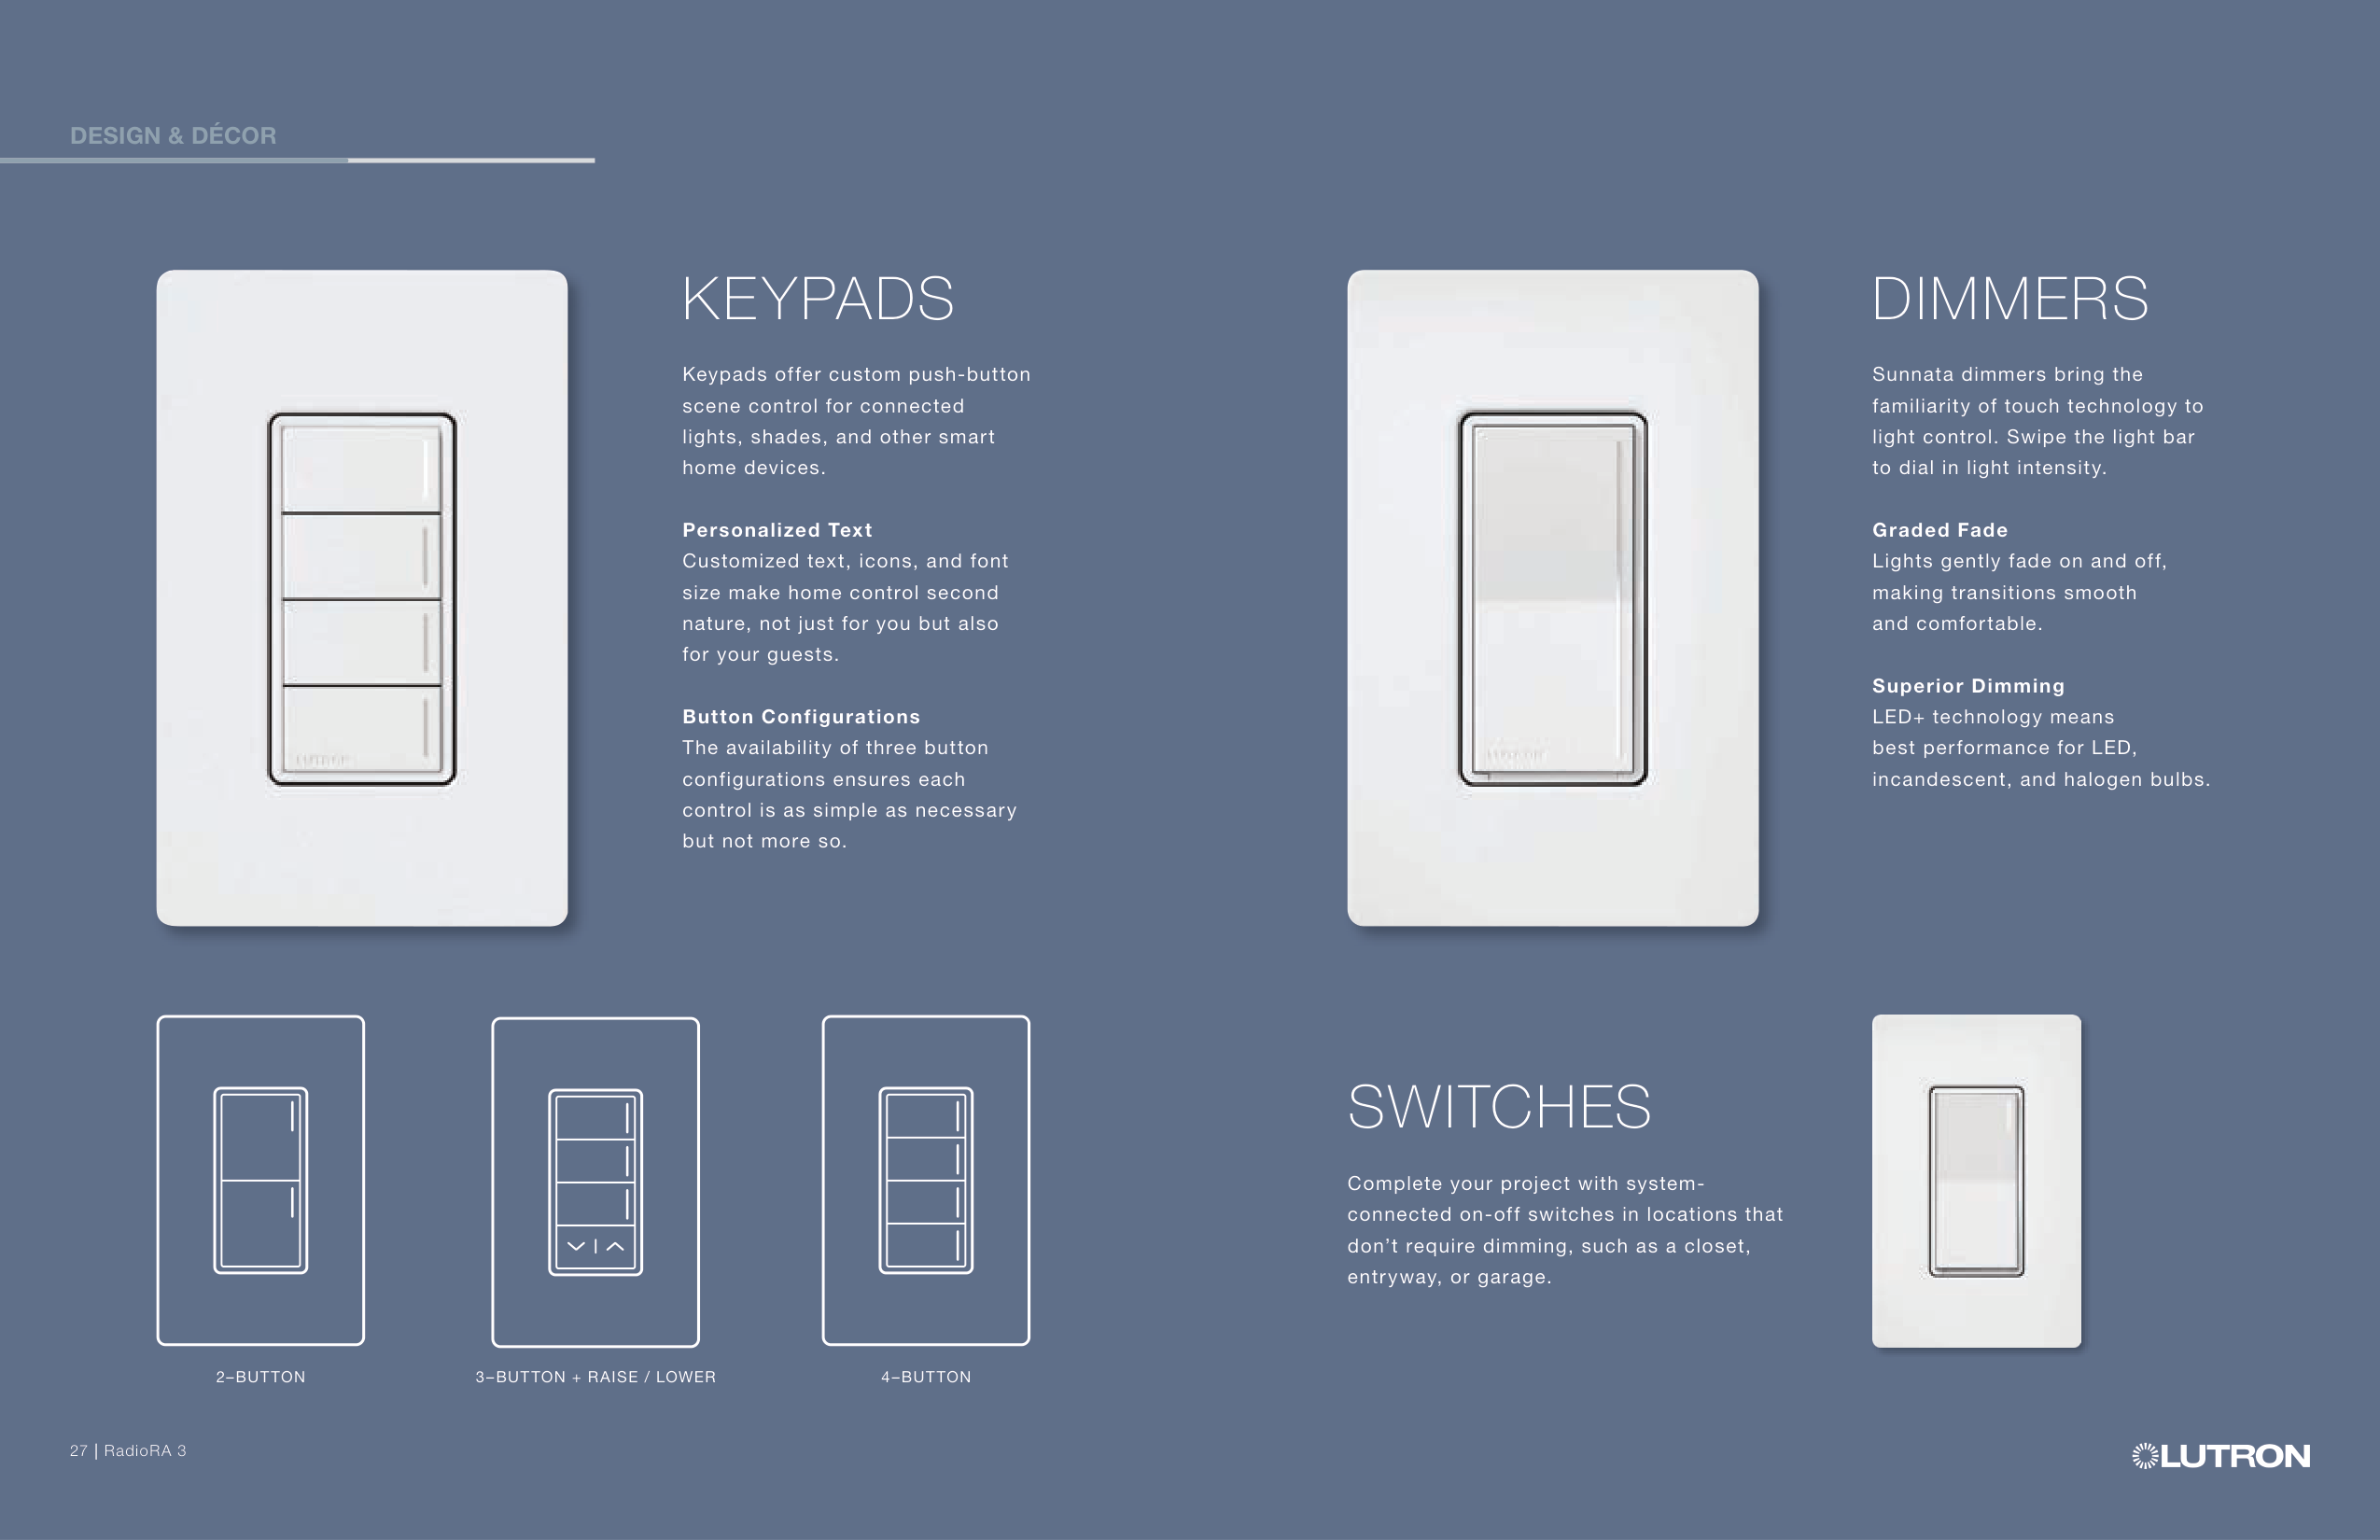 DESIGN & DÉCOR
KEYPADS
Keypads offer custom push-button
scene control for connected
lights, shades, and other smart
home devices.
Personalized Text
Customized text, icons, and font
size make home control second
nature, not just for you but also
for your guests.
Button Configurations
The availability of three button
configurations ensures each
control is as simple as necessary
but not more so.
LUTRON
2–BUTTON
3–BUTTON + RAISE / LOWER
4–BUTTON
DIMMERS
Sunnata dimmers bring the
familiarity of touch technology to
light control. Swipe the light bar
to dial in light intensity.
Graded Fade
Lights gently fade on and off,
making transitions smooth
and comfortable.
Superior Dimming
LED+ technology means
best performance for LED,
incandescent, and halogen bulbs.
LUTRON
SWITCHES
Complete your project with system-
connected on-off switches in locations that
don’t require dimming, such as a closet,
entryway, or garage.
27 | RadioRA 3
LUTRON